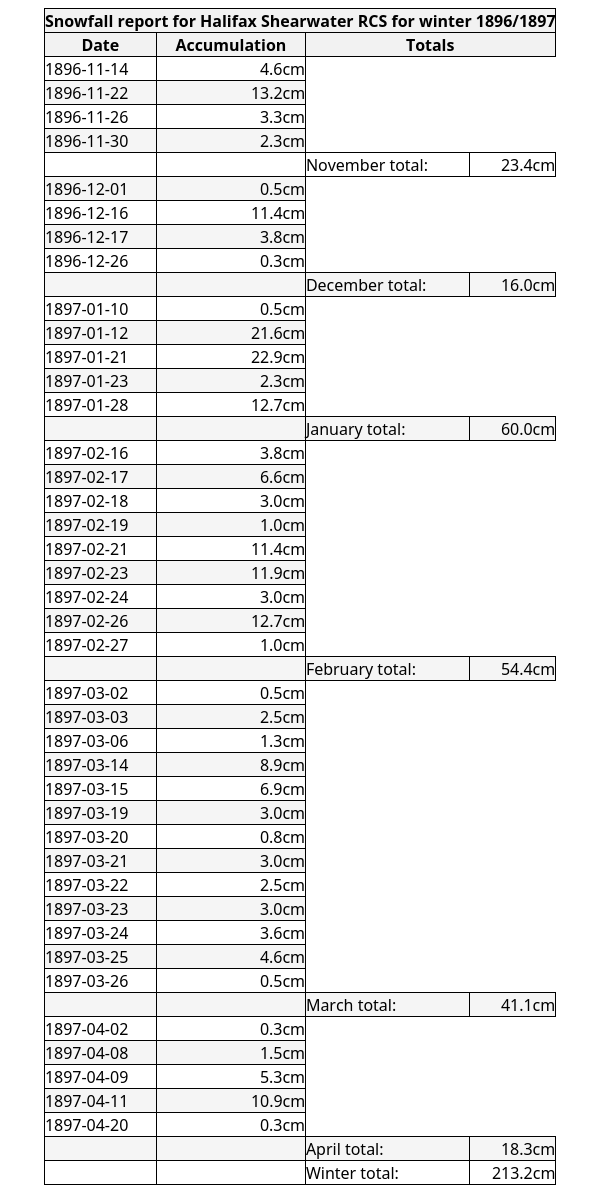 Snowfall report for Halifax Shearwater RCS for winter 1896/1897
Date Accumulation Totals
1896-11-14 4.6cm
1896-11-22 13.2cm
1896-11-26 3.3cm
1896-11-30 2.3cm
November total: 23.4cm
1896-12-01 0.5cm
1896-12-16 11.4cm
1896-12-17 3.8cm
1896-12-26 0.3cm
December total: 16.0cm
1897-01-10 0.5cm
1897-01-12 21.6cm
1897-01-21 22.9cm
1897-01-23 2.3cm
1897-01-28 12.7cm
January total: 60.0cm
1897-02-16 3.8cm
1897-02-17 6.6cm
1897-02-18 3.0cm
1897-02-19 1.0cm
1897-02-21 11.4cm
1897-02-23 11.9cm
1897-02-24 3.0cm
1897-02-26 12.7cm
1897-02-27 1.0cm
February total: 54.4cm
1897-03-02 0.5cm
1897-03-03 2.5cm
1897-03-06 1.3cm
1897-03-14 8.9cm
1897-03-15 6.9cm
1897-03-19 3.0cm
1897-03-20 0.8cm
1897-03-21 3.0cm
1897-03-22 2.5cm
1897-03-23 3.0cm
1897-03-24 3.6cm
1897-03-25 4.6cm
1897-03-26 0.5cm
March total: 41.1cm
1897-04-02 0.3cm
1897-04-08 1.5cm
1897-04-09 5.3cm
1897-04-11 10.9cm
1897-04-20 0.3cm
April total: 18.3cm
Winter total: 213.2cm